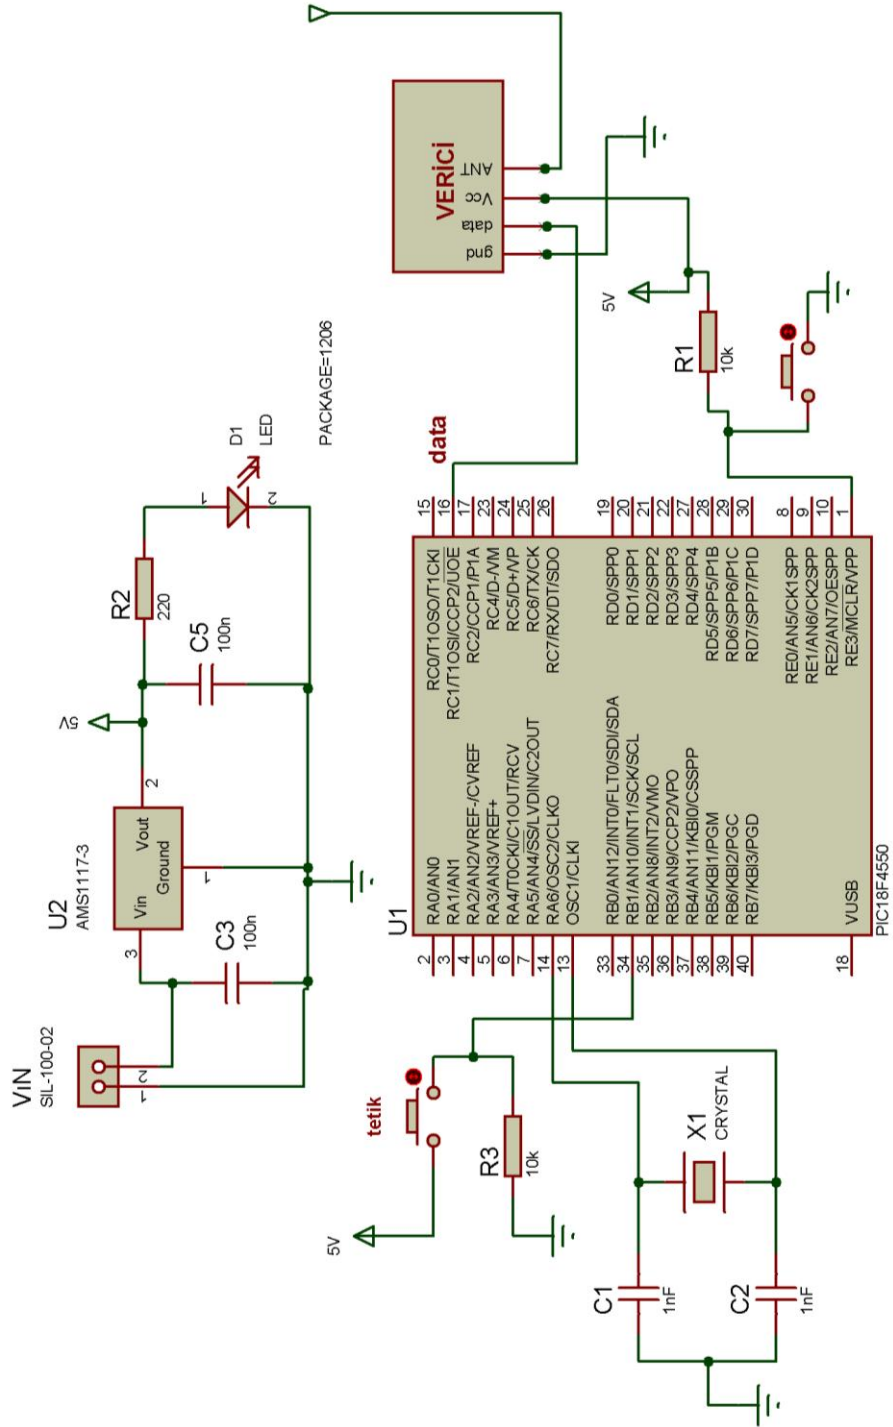 VıN
SIL-100-02
1
2
U2
AMS1117-3
3
Vin
Vout
2
Ground
1
C3
100n
5V
C5
100n
R2
220
1
2
D1
LED
PACKAGE=1206
VERİCİ
gnd
data
Vcc
ANT
5V
R1
10k
data
tetik
5V
R3
10k
C1
1nF
C2
1nF
X1
CRYSTAL
U1
2 RA0/AN0
3 RA1/AN1
4 RA2/AN2/VREF-/CVREF
5 RA3/AN3/VREF+
6 RA4/T0CKI/C1OUT/RCV
7 RA5/AN4/SS/LVDIN/C2OUT
14 RA6/OSC2/CLKO
13 OSC1/CLKI
33 RB0/AN12/INT0/FLT0/SDI/SDA
34 RB1/AN10/INT1/SCK/SCL
35 RB2/AN8/INT2/VMO
36 RB3/AN9/CCP2/VPO
37 RB4/AN11/KBI0/CSSPP
38 RB5/KBI1/PGM
39 RB6/KBI2/PGC
40 RB7/KBI3/PGD
18 VUSB
RC0/T1OSO/T1CKI 15
RC1/T1OSI/CCP2/UOE 16
RC2/CCP1/P1A 17
RC4/D-/VM 23
RC5/D+/VP 24
RC6/TX/CK 25
RC7/RX/DT/SDO 26
RD0/SPP0 19
RD1/SPP1 20
RD2/SPP2 21
RD3/SPP3 22
RD4/SPP4 27
RD5/SPP5/P1B 28
RD6/SPP6/P1C 29
RD7/SPP7/P1D 30
RE0/AN5/CK1SPP 8
RE1/AN6/CK2SPP 9
RE2/AN7/OESPP 10
RE3/MCLR/VPP 1
PIC18F4550